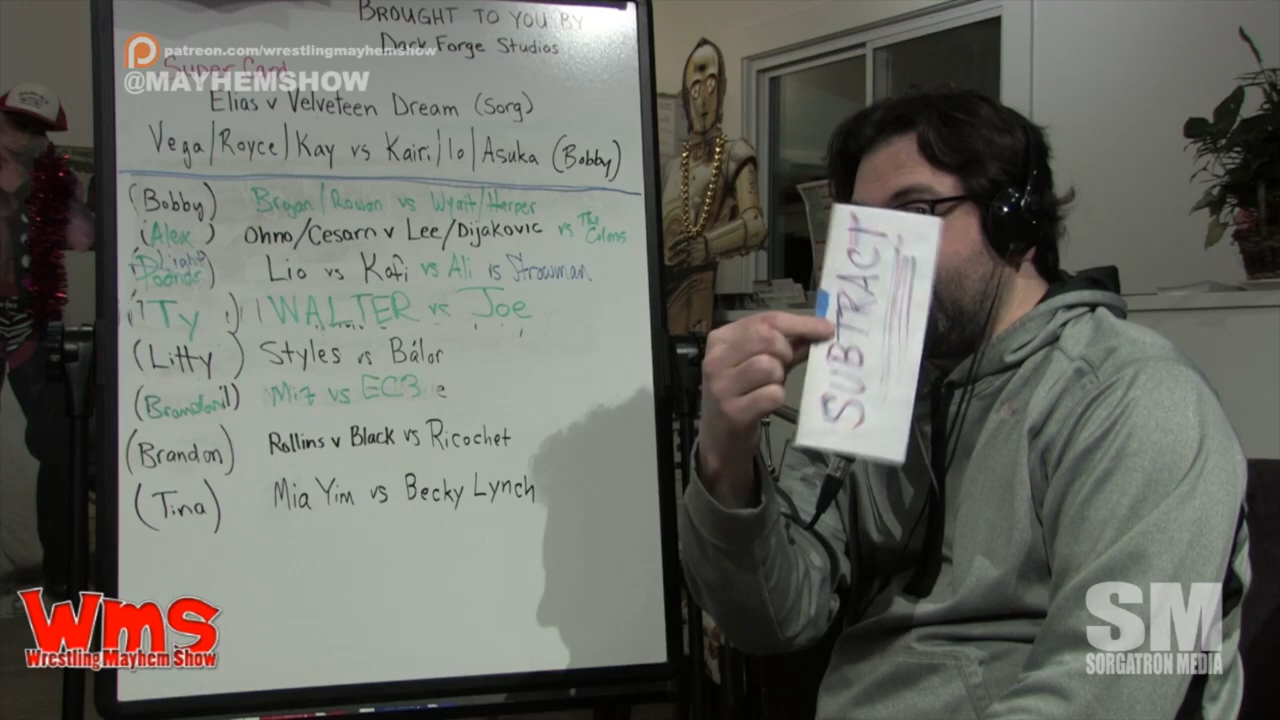 BROUGHT TO YOU BY
Dark Forge Studios
patreon.com/wrestlingmayhemshow
Super Card
@MAYHEMSHOW
Elias v Velveteen Dream (Sorg)
Vega/Royce/Kay vs Kairi/Io/Asuka (Bobby)
(Bobby) Bryan/Rowan vs Wyatt/Harper
(Alex) Ohno/Cesaro v Lee/Dijakovic vs The Colons
Lio vs Kofi vs Ali vs Strowman
(Ty) WALTER vs Joe
(Litty) Styles vs Bálor
Miz vs EC3
(Brandon) Rollins v Black vs Ricochet
(Tina) Mia Yim vs Becky Lynch
SUBTRACT
WMS
Wrestling Mayhem Show
SM
SORGATRON MEDIA